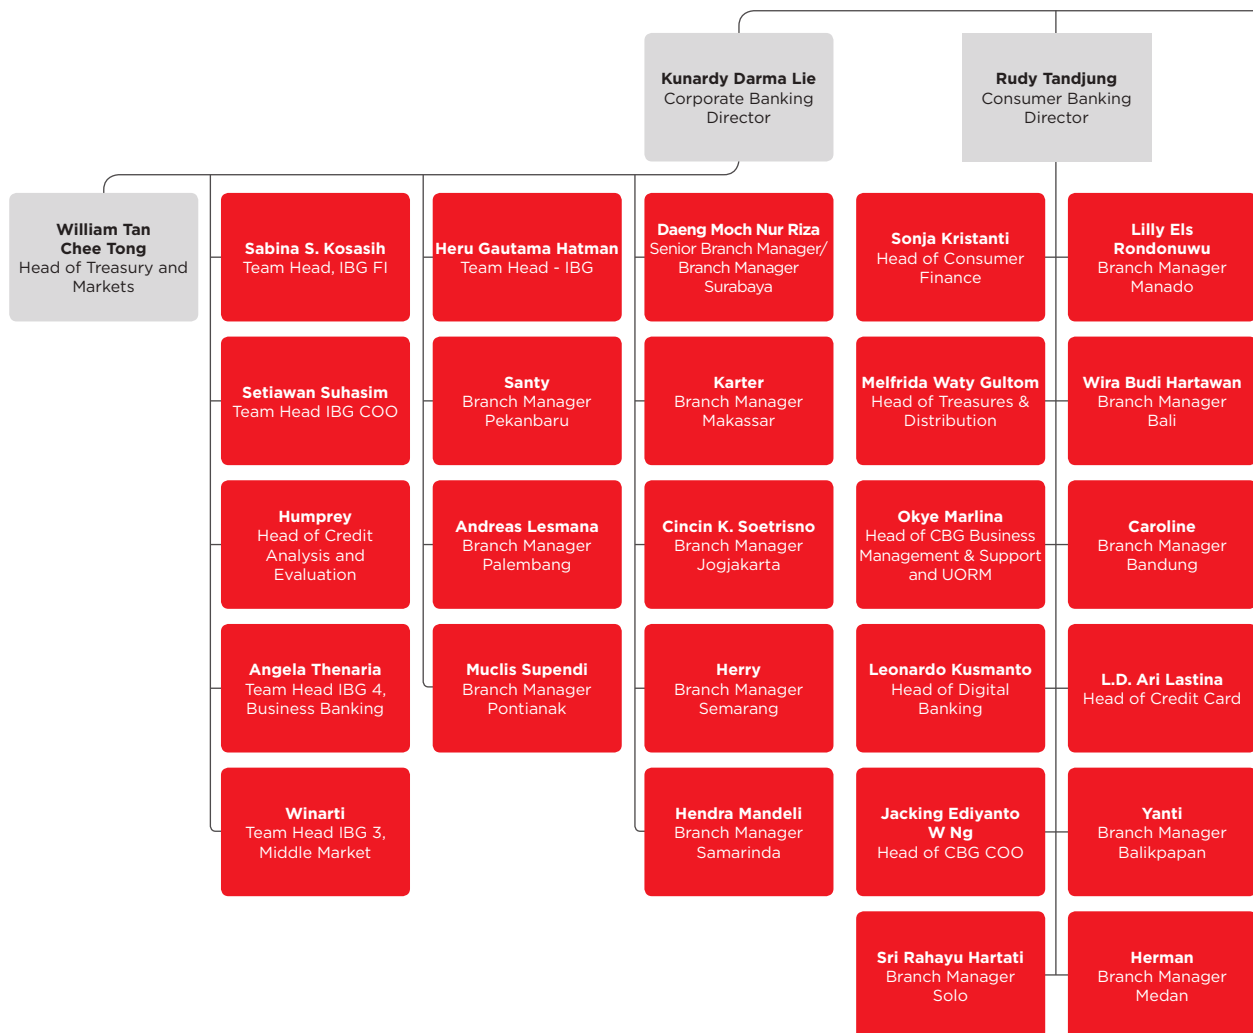 Kunardy Darma Lie
Corporate Banking
Director
Rudy Tandjung
Consumer Banking
Director
William Tan
Chee Tong
Head of Treasury and
Markets
Sabina S. Kosasih
Team Head, IBG FI
Heru Gautama Hatman
Team Head - IBG
Daeng Moch Nur Riza
Senior Branch Manager/
Branch Manager
Surabaya
Sonja Kristanti
Head of Consumer
Finance
Lilly Els
Rondonuwu
Branch Manager
Manado
Setiawan Suhasim
Team Head IBG COO
Santy
Branch Manager
Pekanbaru
Karter
Branch Manager
Makassar
Melfrida Waty Gultom
Head of Treasures &
Distribution
Wira Budi Hartawan
Branch Manager
Bali
Humprey
Head of Credit
Analysis and
Evaluation
Andreas Lesmana
Branch Manager
Palembang
Cincin K. Soetrisno
Branch Manager
Jogjakarta
Okye Marlina
Head of CBG Business
Management & Support
and UORM
Caroline
Branch Manager
Bandung
Angela Thenaria
Team Head IBG 4,
Business Banking
Muclis Supendi
Branch Manager
Pontianak
Herry
Branch Manager
Semarang
Leonardo Kusmanto
Head of Digital
Banking
L.D. Ari Lastina
Head of Credit Card
Winarti
Team Head IBG 3,
Middle Market
Hendra Mandeli
Branch Manager
Samarinda
Jacking Ediyanto
W Ng
Head of CBG COO
Yanti
Branch Manager
Balikpapan
Sri Rahayu Hartati
Branch Manager
Solo
Herman
Branch Manager
Medan